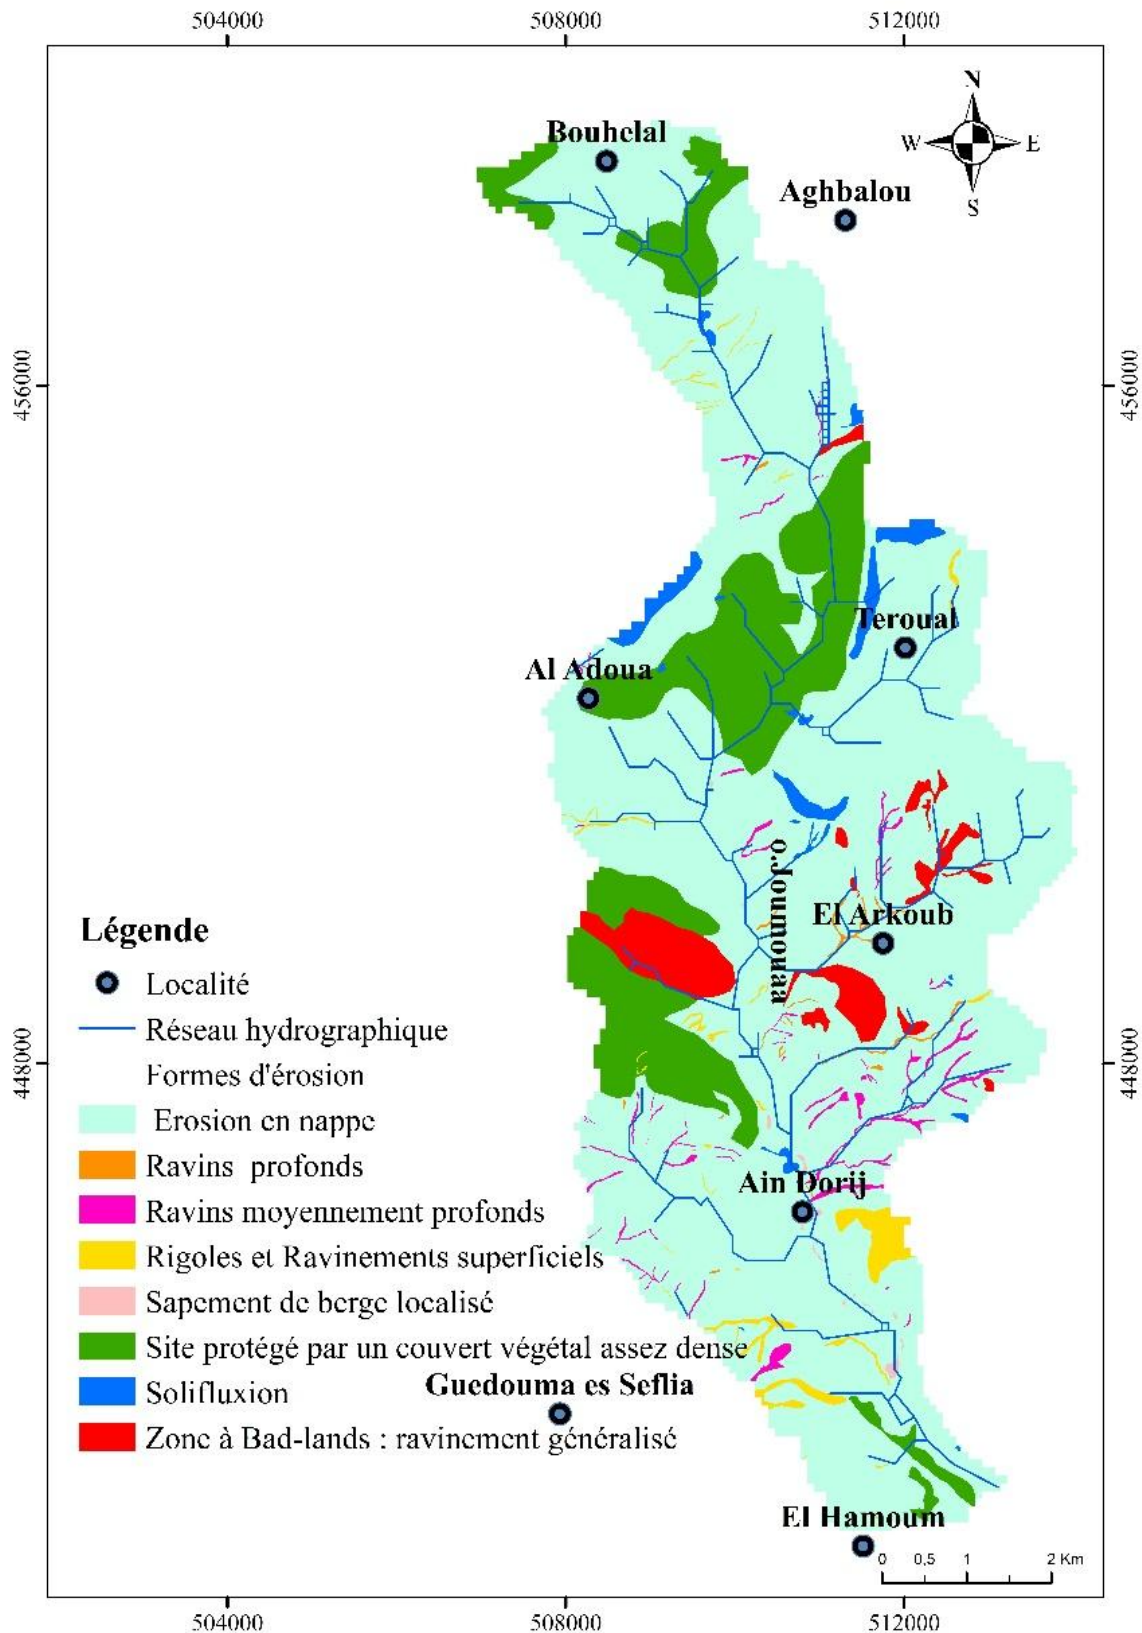 504000
508000
512000
N
W
E
S
Bouhelal
Aghbalou
456000
456000
Teroual
Al Adoua
o.Joumouaa
El Arkoub
Légende
Localité
Réseau hydrographique
Formes d'érosion
Erosion en nappe
Ravins profonds
Ravins moyennement profonds
Rigoles et Ravinements superficiels
Sapement de berge localisé
Site protégé par un couvert végétal assez dense
Solifluxion
Zone à Bad-lands : ravinement généralisé
448000
448000
Ain Dorij
Guedouma es Seflia
El Hamoum
0 0,5 1 2 Km
504000
508000
512000